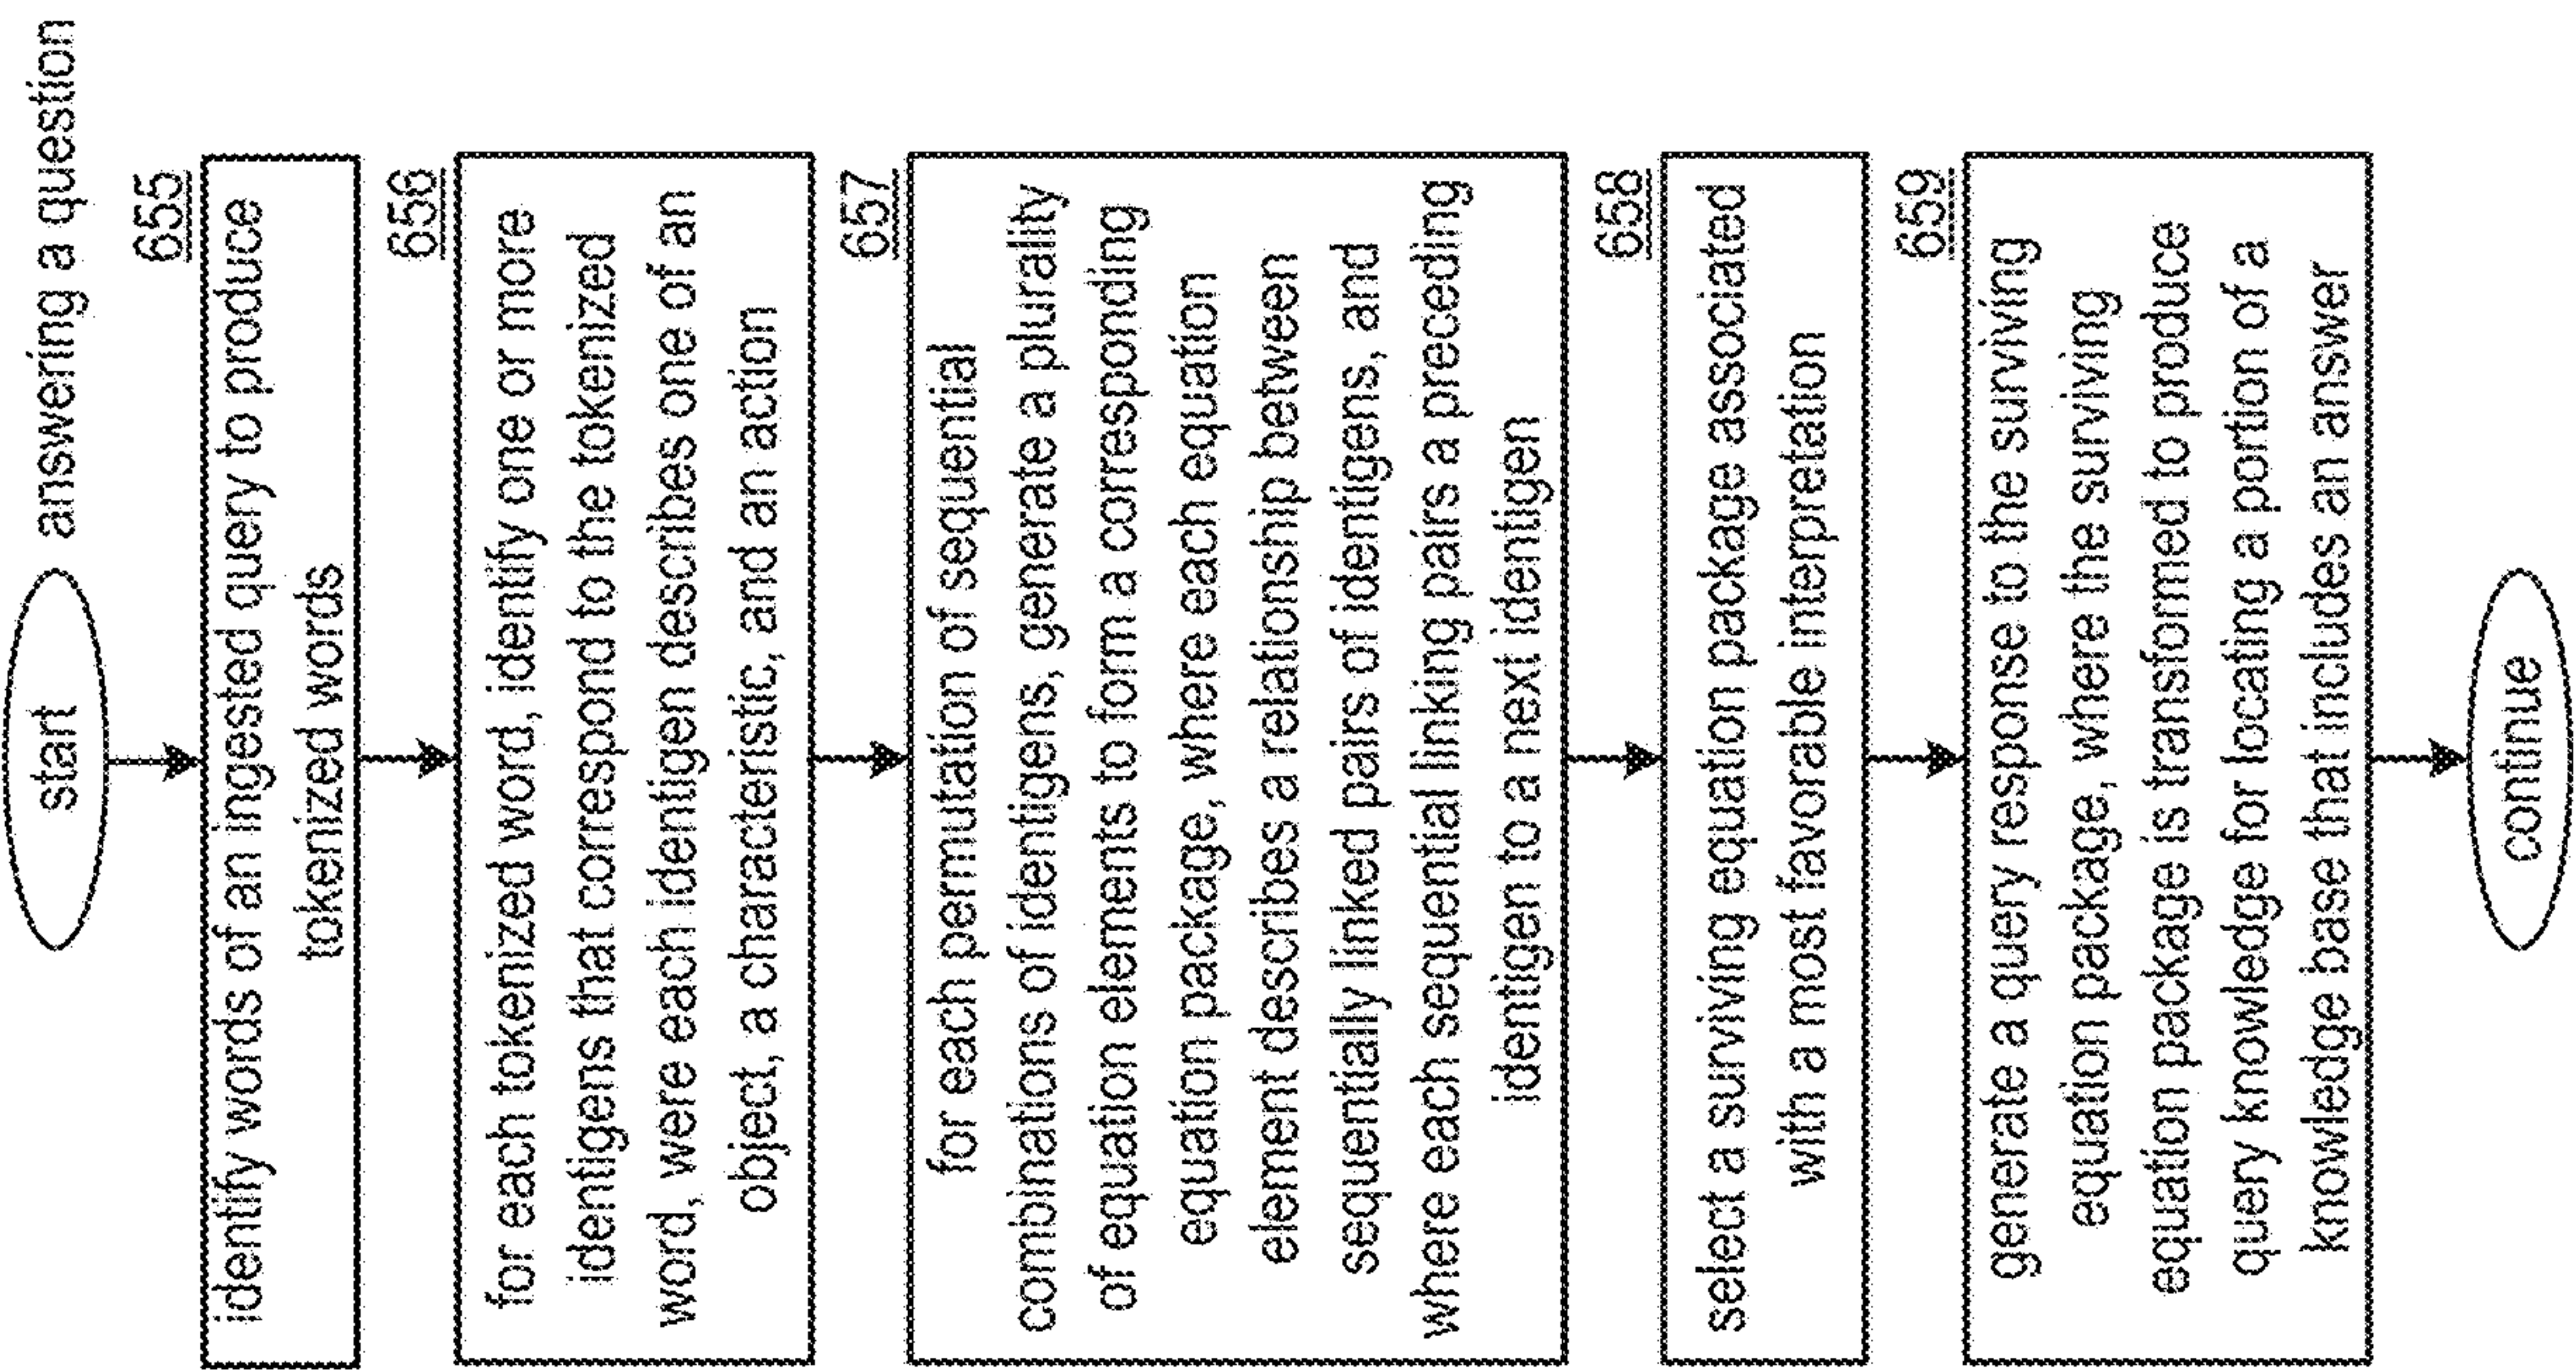 start
answering a question
655
identify words of an ingested query to produce
tokenized words
656
for each tokenized word, identify one or more
identigens that correspond to the tokenized
word, were each identigen describes one of an
object, a characteristic, and an action
657
for each permutation of sequential
combinations of identigens, generate a plurality
of equation elements to form a corresponding
equation package, where each equation
element describes a relationship between
sequentially linked pairs of identigens, and
where each sequential linking pairs a preceding
identigen to a next identigen
658
select a surviving equation package associated
with a most favorable interpretation
659
generate a query response to the surviving
equation package, where the surviving
equation package is transformed to produce
query knowledge for locating a portion of a
knowledge base that includes an answer
continue